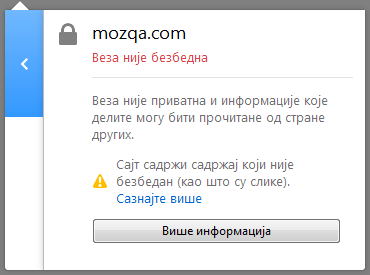 mozqa.com
Веза није безбедна
Веза није приватна и информације које
делите могу бити прочитане од стране
других.
Сајт садржи садржај који није
безбедан (као што су слике).
Сазнајте више
Више информација